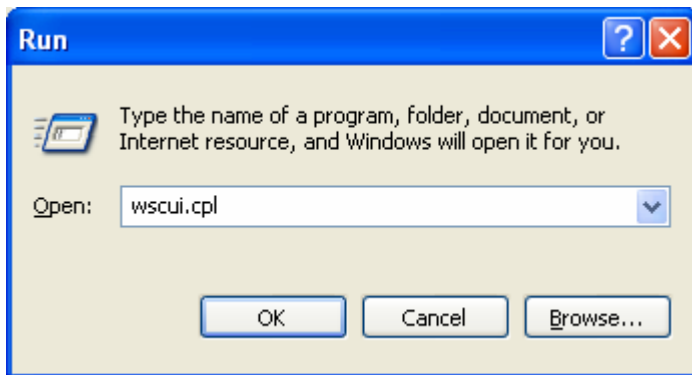 Run
Type the name of a program, folder, document, or
Internet resource, and Windows will open it for you.
Open: wscui.cpl
OK Cancel Browse...